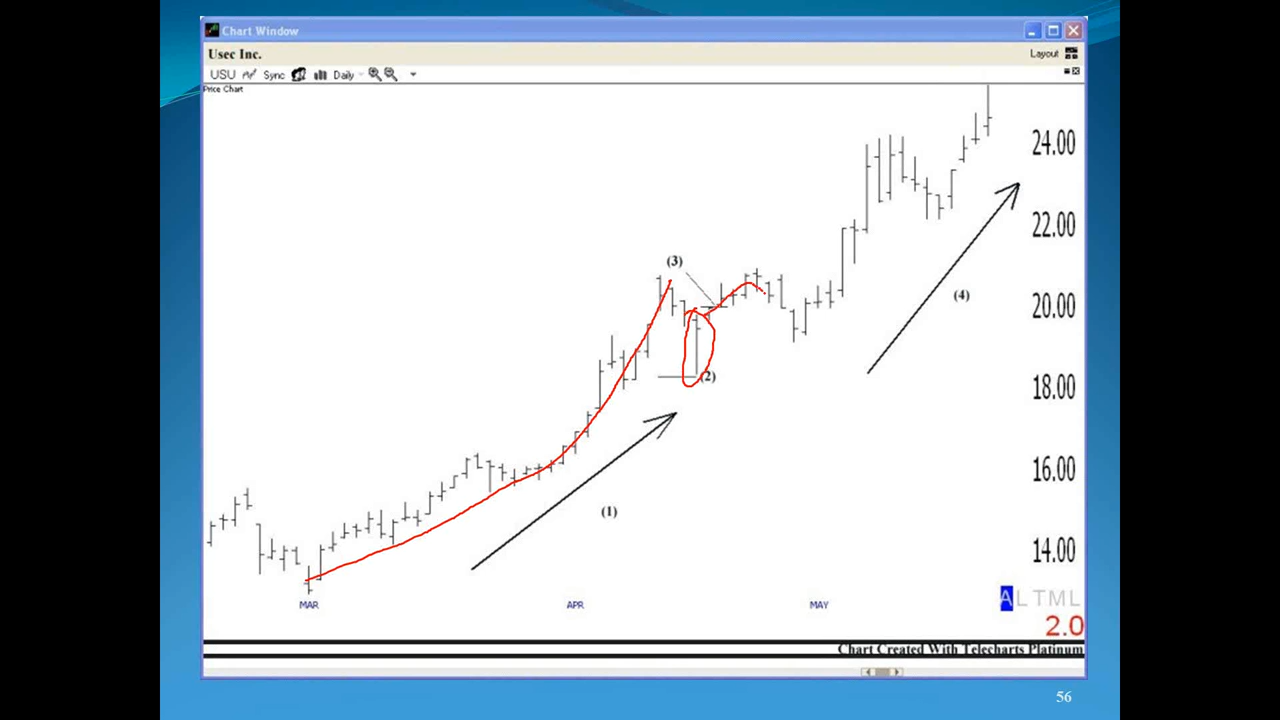 Chart Window
Usec Inc.
Layout
USU Sync Daily
Price Chart
24.00
(3)
22.00
20.00
(4)
18.00
(2)
16.00
(1)
14.00
MAR APR MAY
ALTML
2.0
Chart Created With Telecharts Platinum
56